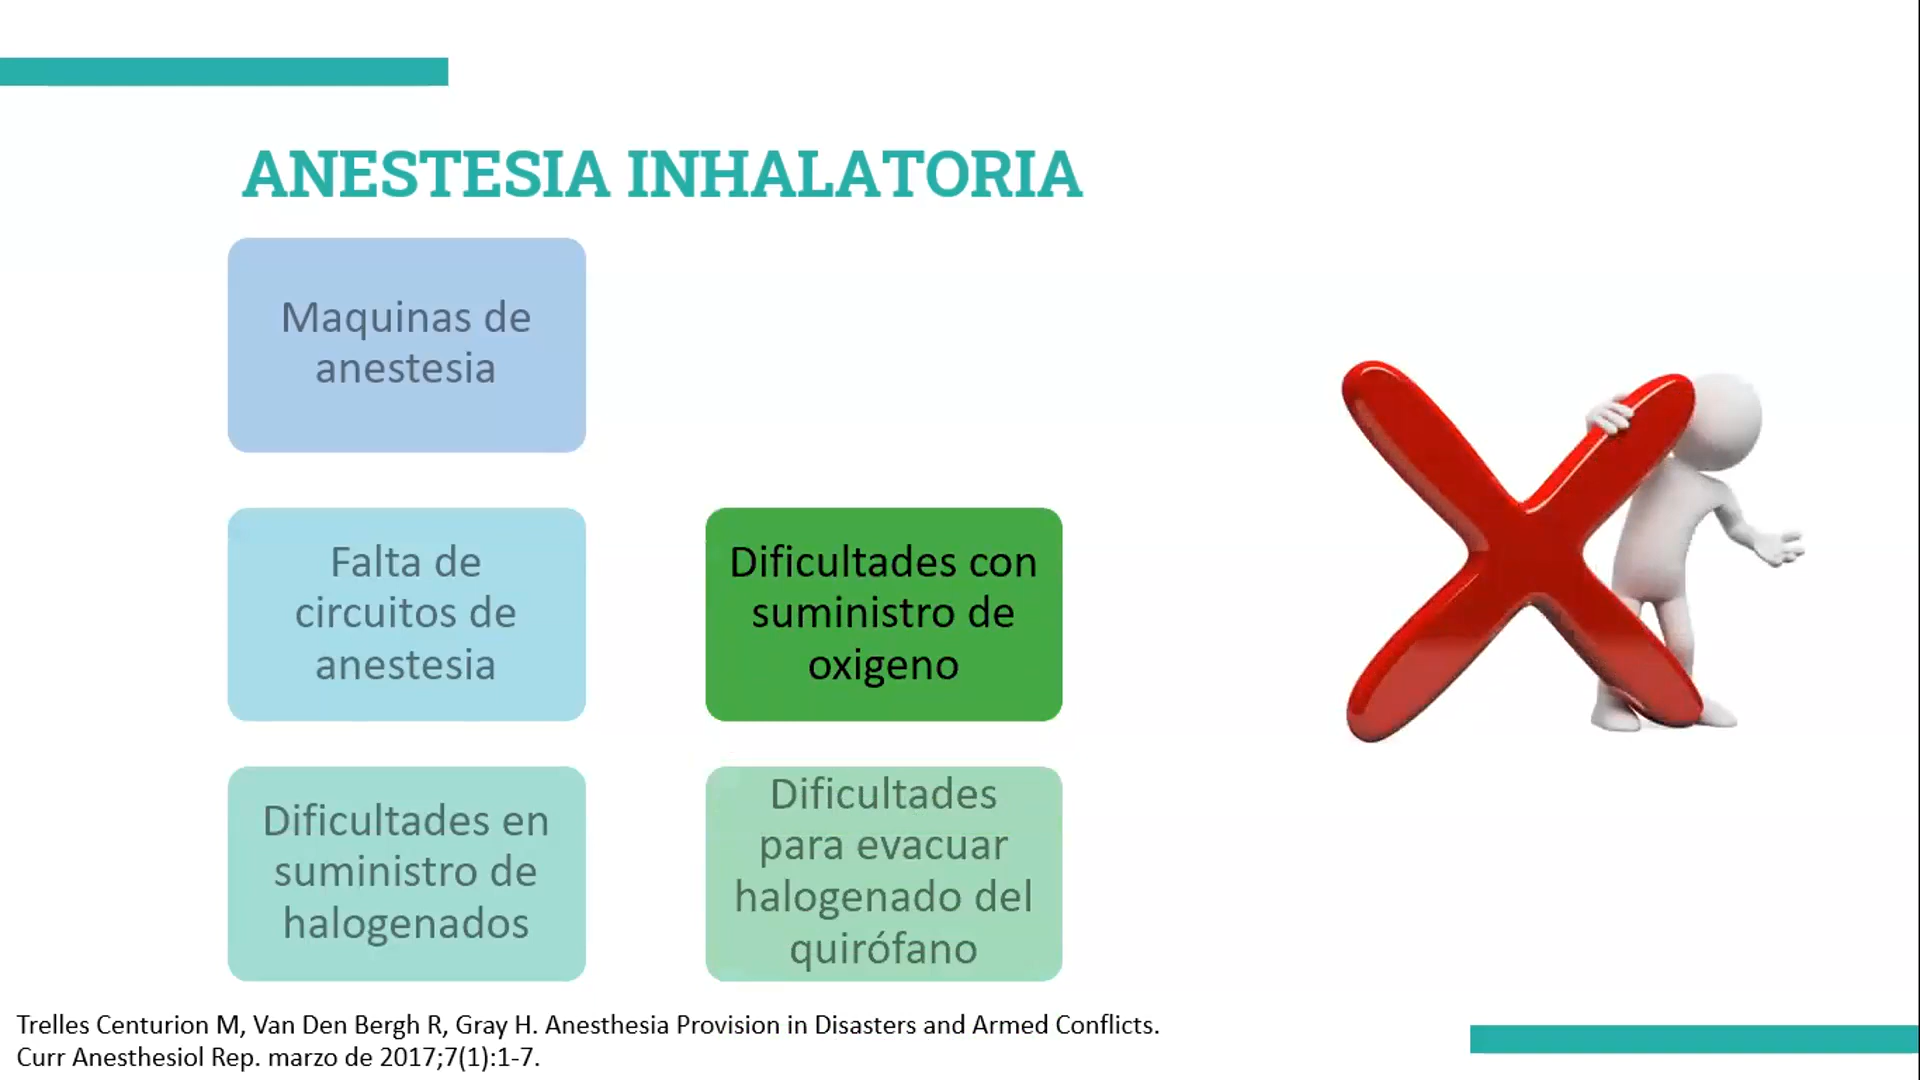 ANESTESIA INHALATORIA
Maquinas de
anestesia
Falta de
circuitos de
anestesia
Dificultades en
suministro de
halogenados
Dificultades
para evacuar
halogenado del
quirófano
Dificultades con
suministro de
oxigeno
Trelles Centurion M, Van Den Bergh R, Gray H. Anesthesia Provision in Disasters and Armed Conflicts.
Curr Anesthesiol Rep. marzo de 2017;7(1):1-7.